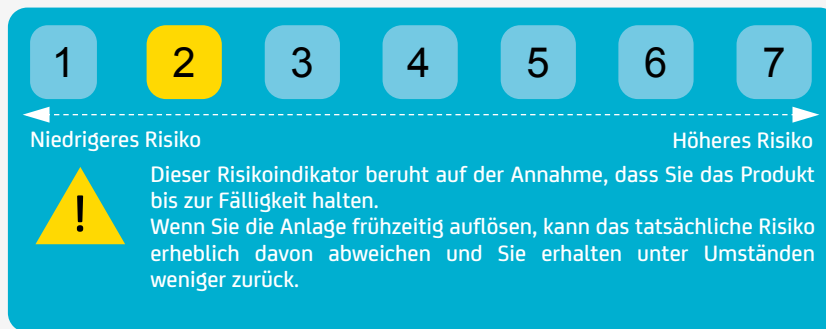 1 2 3 4 5 6 7
Niedrigeres Risiko Höheres Risiko
!
Dieser Risikoindikator beruht auf der Annahme, dass Sie das Produkt
bis zur Fälligkeit halten.
Wenn Sie die Anlage frühzeitig auflösen, kann das tatsächliche Risiko
erheblich davon abweichen und Sie erhalten unter Umständen
weniger zurück.